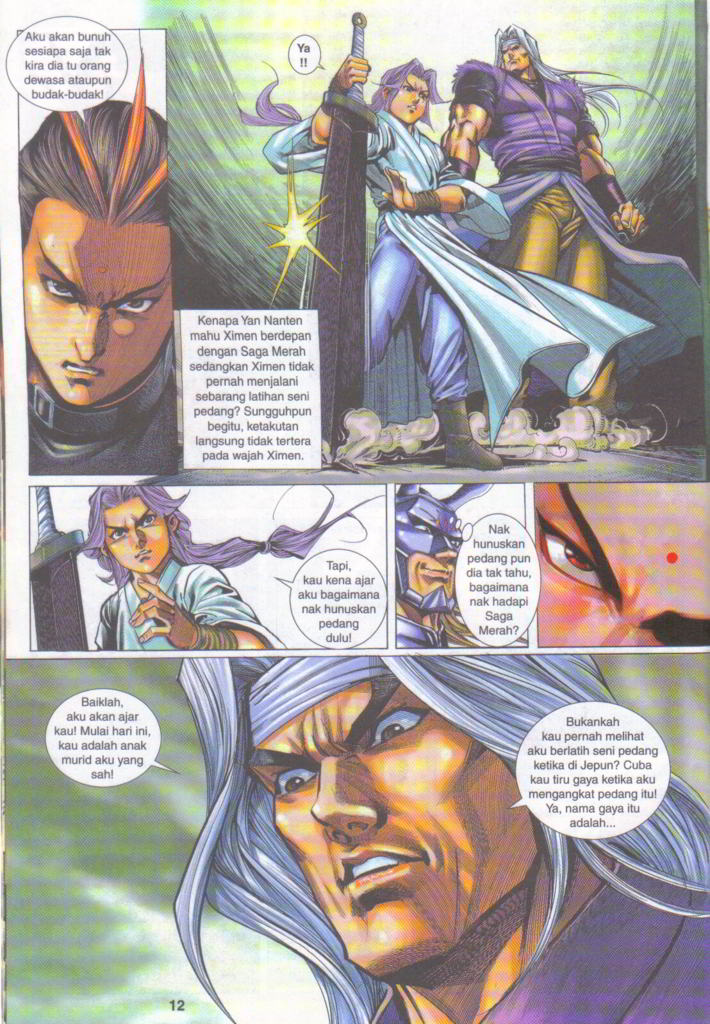 Aku akan bunuh
sesiapa saja tak
kira dia tu orang
dewasa ataupun
budak-budak!
Ya
!!
Kenapa Yan Nanten
mahu Ximen berdepan
dengan Saga Merah
sedangkan Ximen tidak
pernah menjalani
sebarang latihan seni
pedang? Sungguhpun
begitu, ketakutan
langsung tidak tertera
pada wajah Ximen.
Tapi,
kau kena ajar
aku bagaimana
nak hunuskan
pedang
dulu!
Nak
hunuskan
pedang pun
dia tak tahu,
bagaimana
nak hadapi
Saga
Merah?
Baiklah,
aku akan ajar
kau! Mulai hari ini,
kau adalah anak
murid aku yang
sah!
Bukankah
kau pernah melihat
aku berlatih seni pedang
ketika di Jepun? Cuba
kau tiru gaya ketika aku
mengangkat pedang itu!
Ya, nama gaya itu
adalah...
12